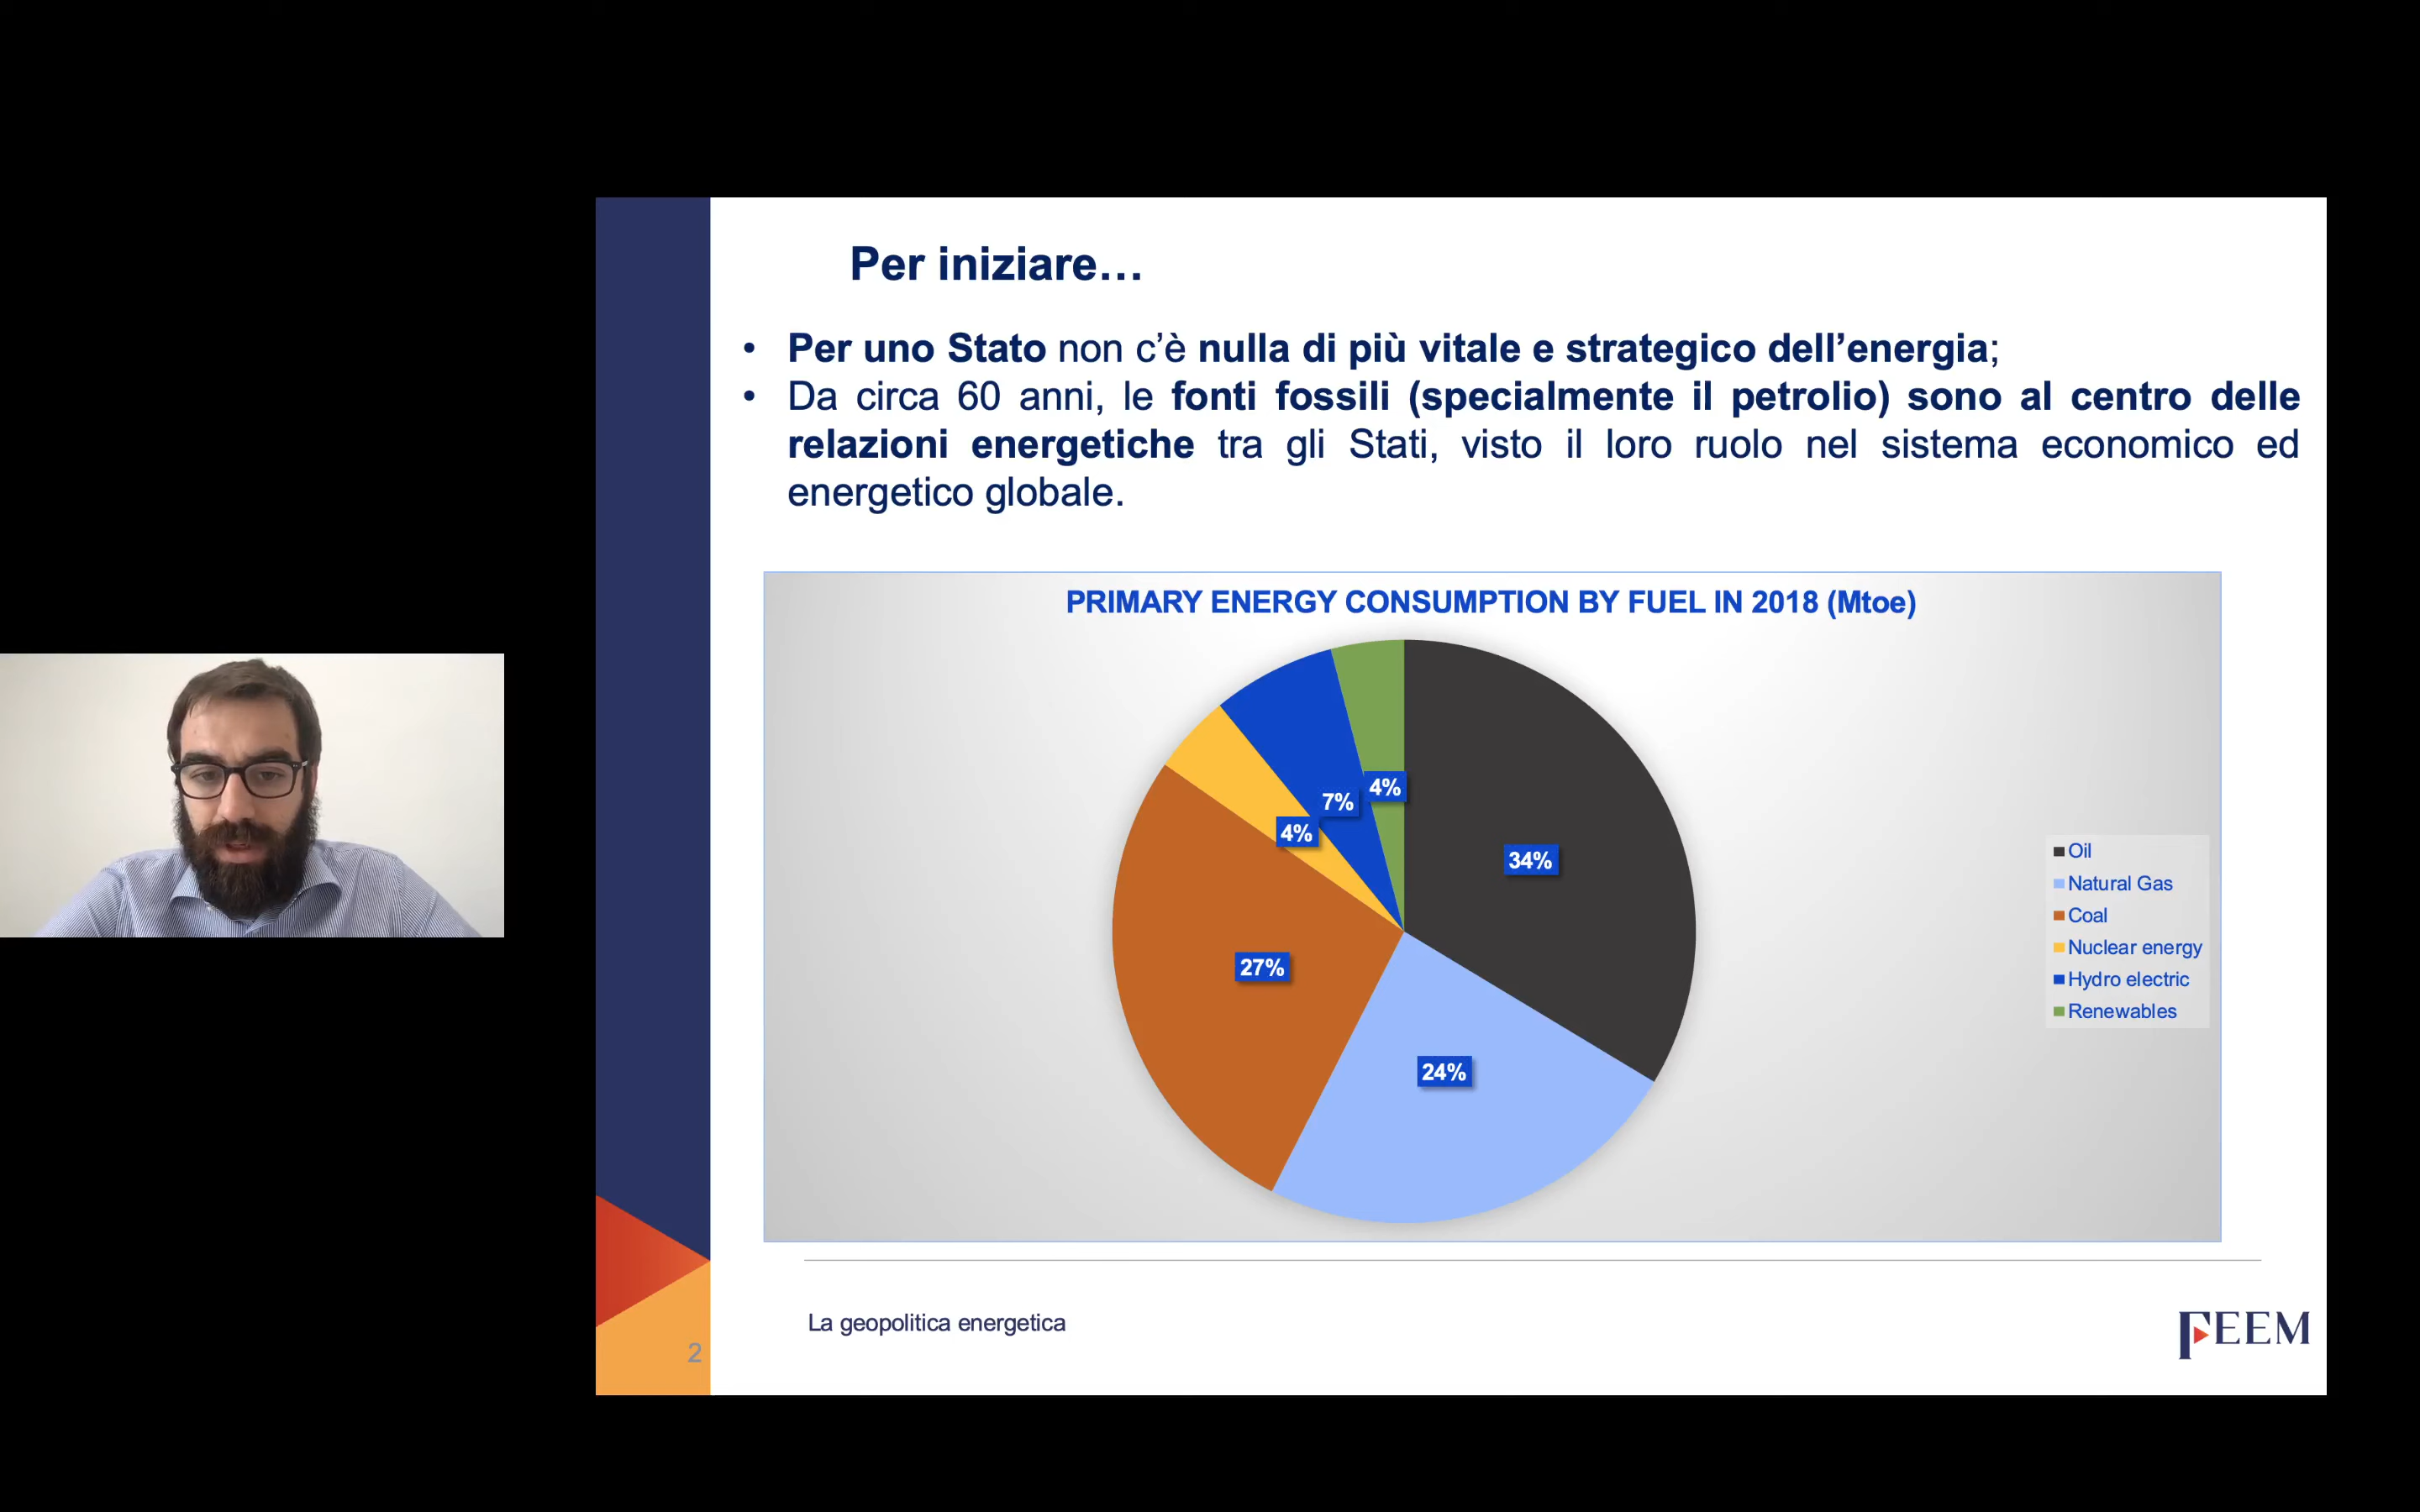 Per iniziare…
• Per uno Stato non c’è nulla di più vitale e strategico dell’energia;
• Da circa 60 anni, le fonti fossili (specialmente il petrolio) sono al centro delle
relazioni energetiche tra gli Stati, visto il loro ruolo nel sistema economico ed
energetico globale.
PRIMARY ENERGY CONSUMPTION BY FUEL IN 2018 (Mtoe)
4%
7%
4%
34%
27%
24%
Oil
Natural Gas
Coal
Nuclear energy
Hydro electric
Renewables
La geopolitica energetica
2
FEEM